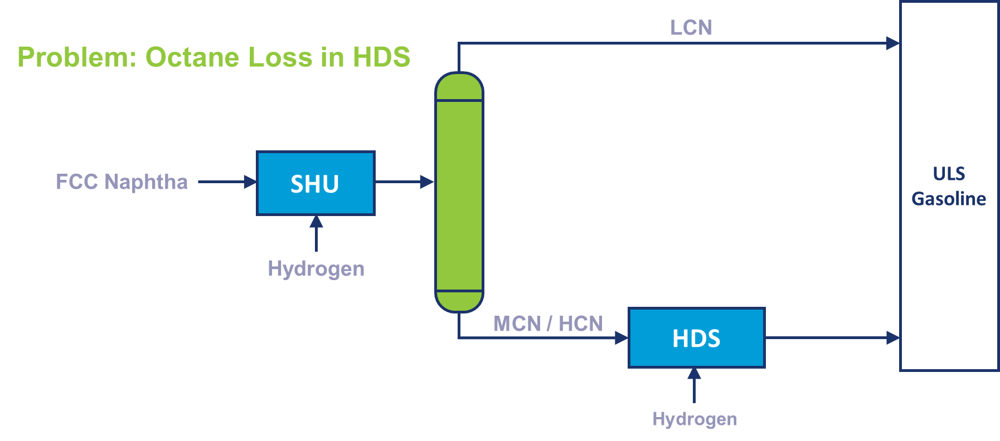 LCN
Problem: Octane Loss in HDS
FCC Naphtha
SHU
ULS
Gasoline
Hydrogen
MCN / HCN
HDS
Hydrogen